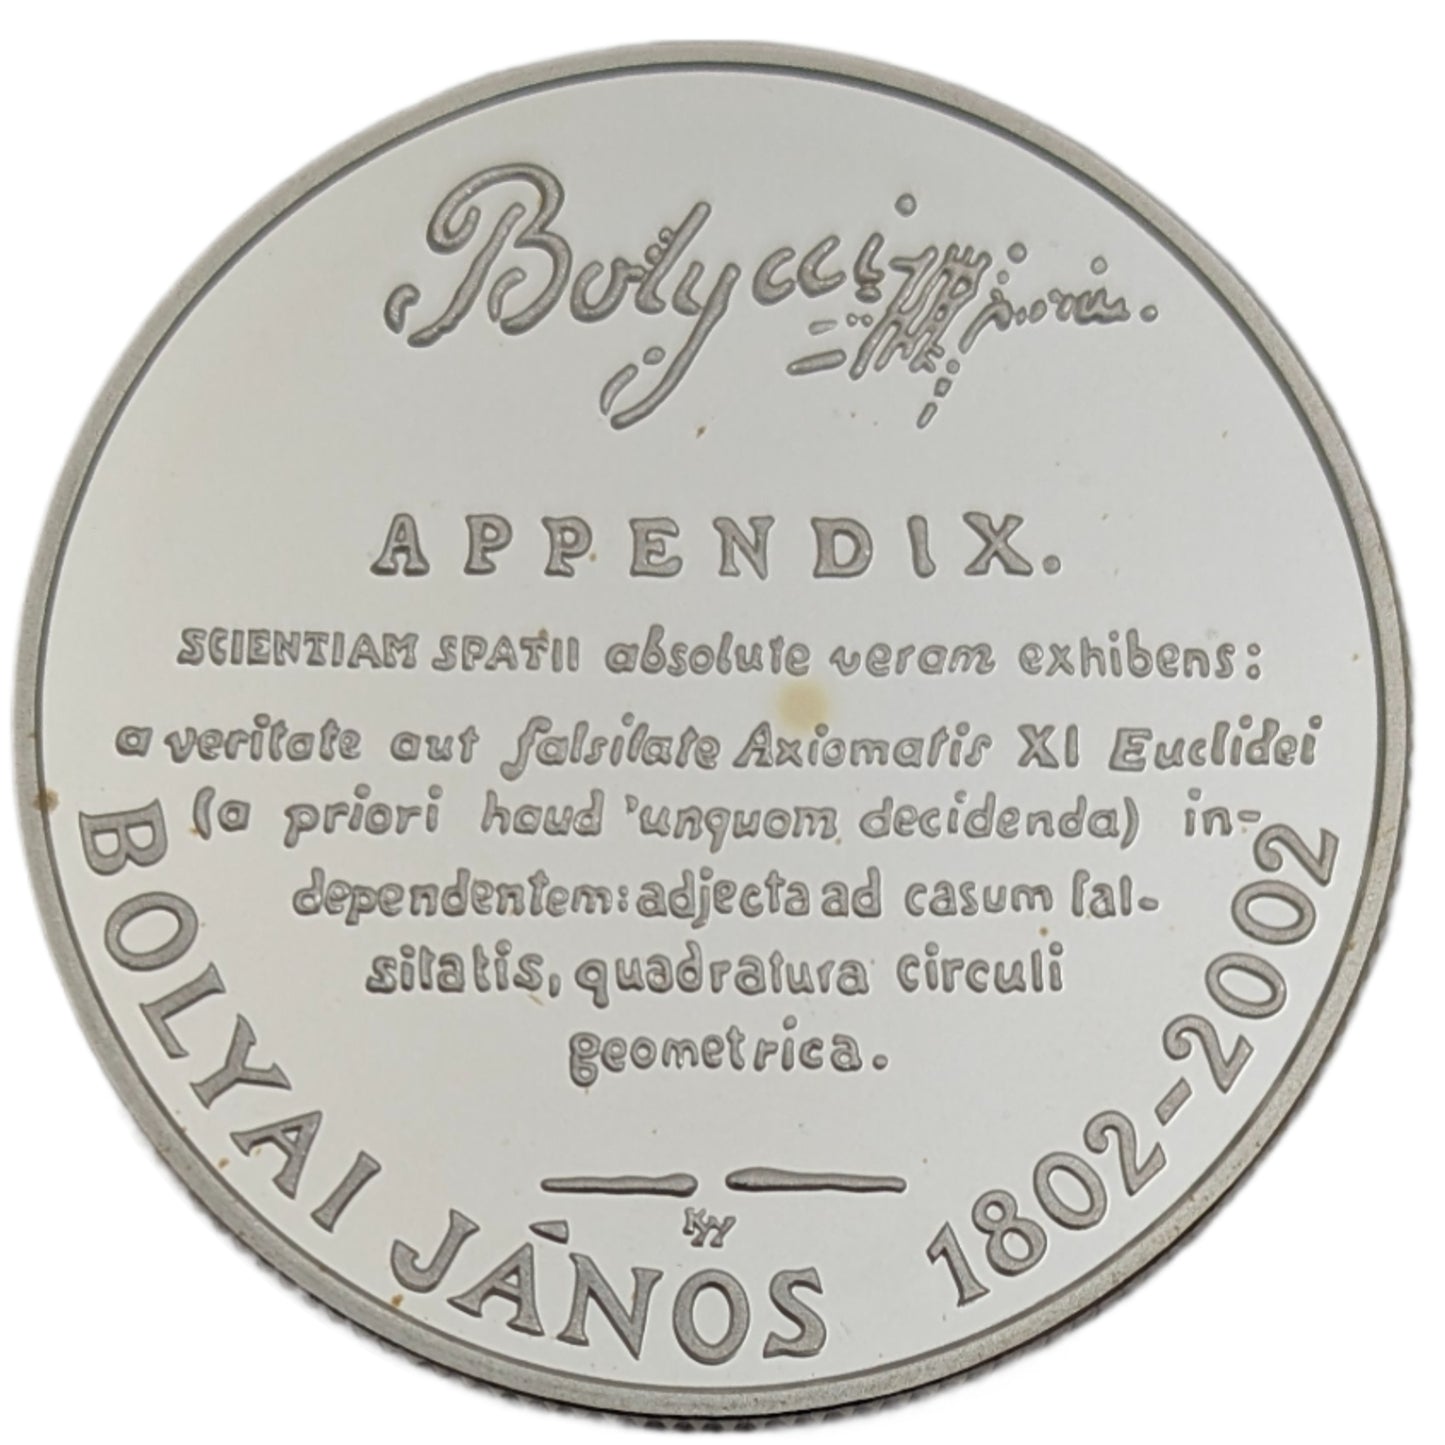 APPENDIX.
SCIENTIAM SPATII absolute veram exhibens:
a veritate aut falsitate Axiomatis XI Euclidei
(a priori haud 'unquam decidenda) in-
dependentem: adjecta ad casum fal-
sitatis, quadratura circuli
geometrica.
KW
BOLYAI JÁNOS 1802-2002